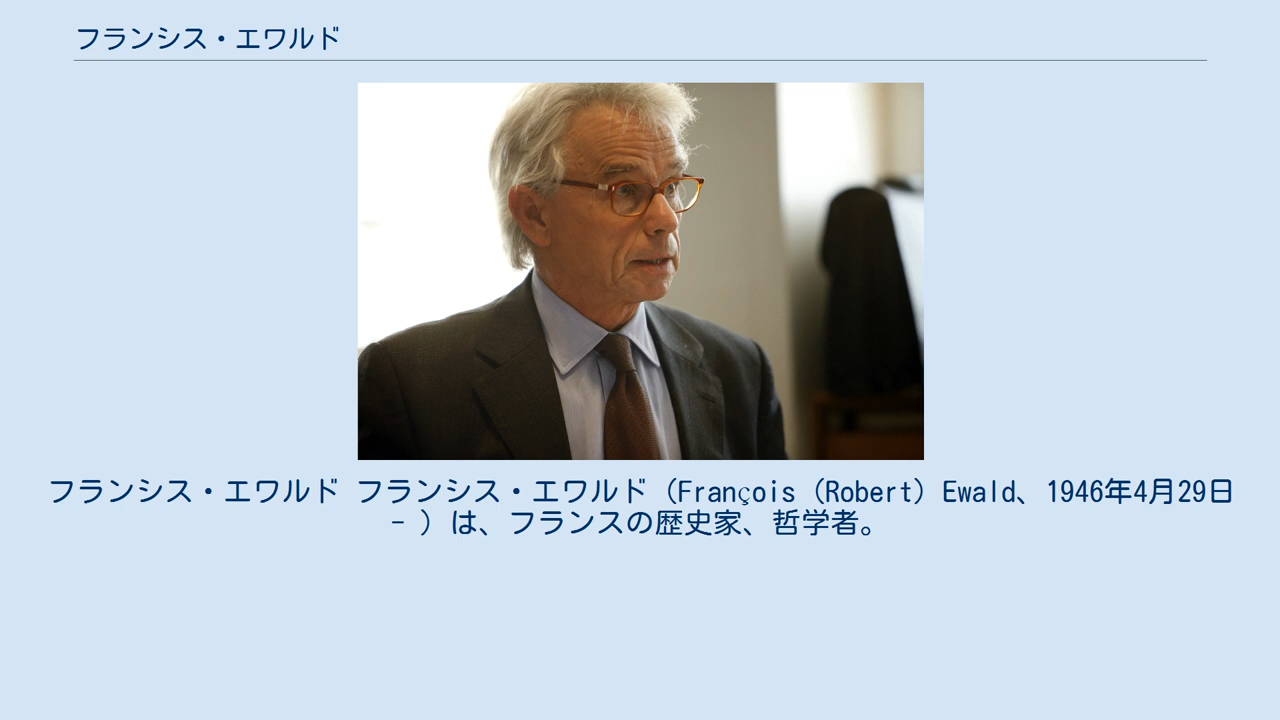 フランシス・エワルド
フランシス・エワルド フランシス・エワルド（François（Robert）Ewald、1946年4月29日
- ）は、フランスの歴史家、哲学者。